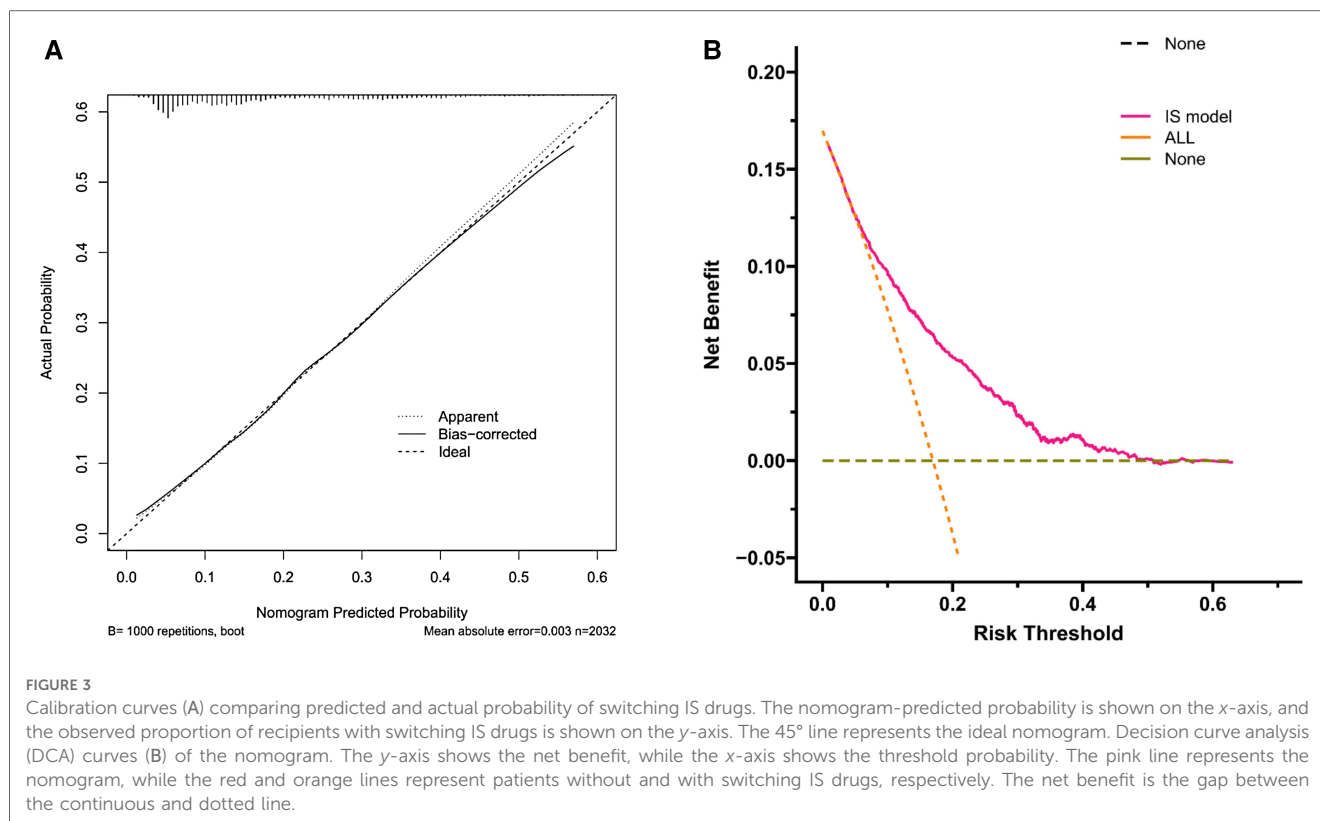 A
0.6
0.5
0.4
0.3
0.2
0.1
0.0
Actual Probability
Apparent
Bias−corrected
Ideal
0.0 0.1 0.2 0.3 0.4 0.5 0.6
Nomogram Predicted Probability
B= 1000 repetitions, boot
Mean absolute error=0.003 n=2032
B
None
IS model
ALL
None
0.20
0.15
0.10
0.05
0.00
−0.05
Net Benefit
0.0 0.2 0.4 0.6
Risk Threshold
FIGURE 3
Calibration curves (A) comparing predicted and actual probability of switching IS drugs. The nomogram-predicted probability is shown on the x-axis, and
the observed proportion of recipients with switching IS drugs is shown on the y-axis. The 45° line represents the ideal nomogram. Decision curve analysis
(DCA) curves (B) of the nomogram. The y-axis shows the net benefit, while the x-axis shows the threshold probability. The pink line represents the
nomogram, while the red and orange lines represent patients without and with switching IS drugs, respectively. The net benefit is the gap between
the continuous and dotted line.